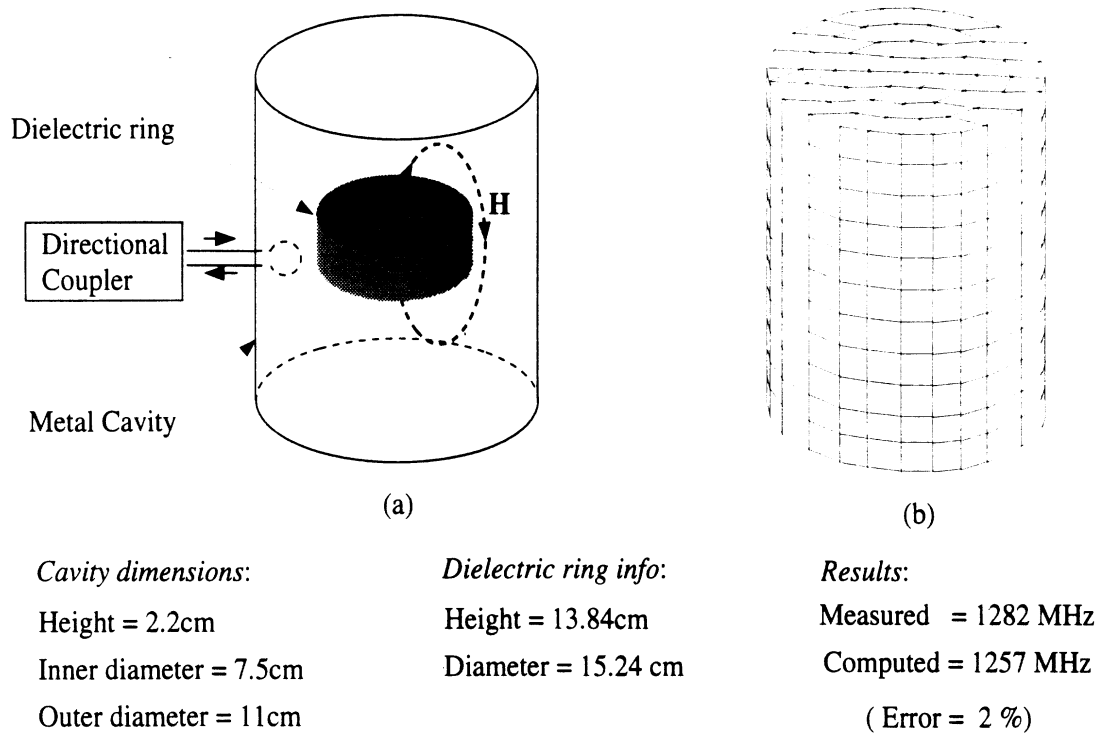 Dielectric ring
H
Directional
Coupler
Metal Cavity
(a)
(b)
Cavity dimensions:
Height = 2.2cm
Inner diameter = 7.5cm
Outer diameter = 11cm
Dielectric ring info:
Height = 13.84cm
Diameter = 15.24 cm
Results:
Measured = 1282 MHz
Computed = 1257 MHz
( Error = 2 %)